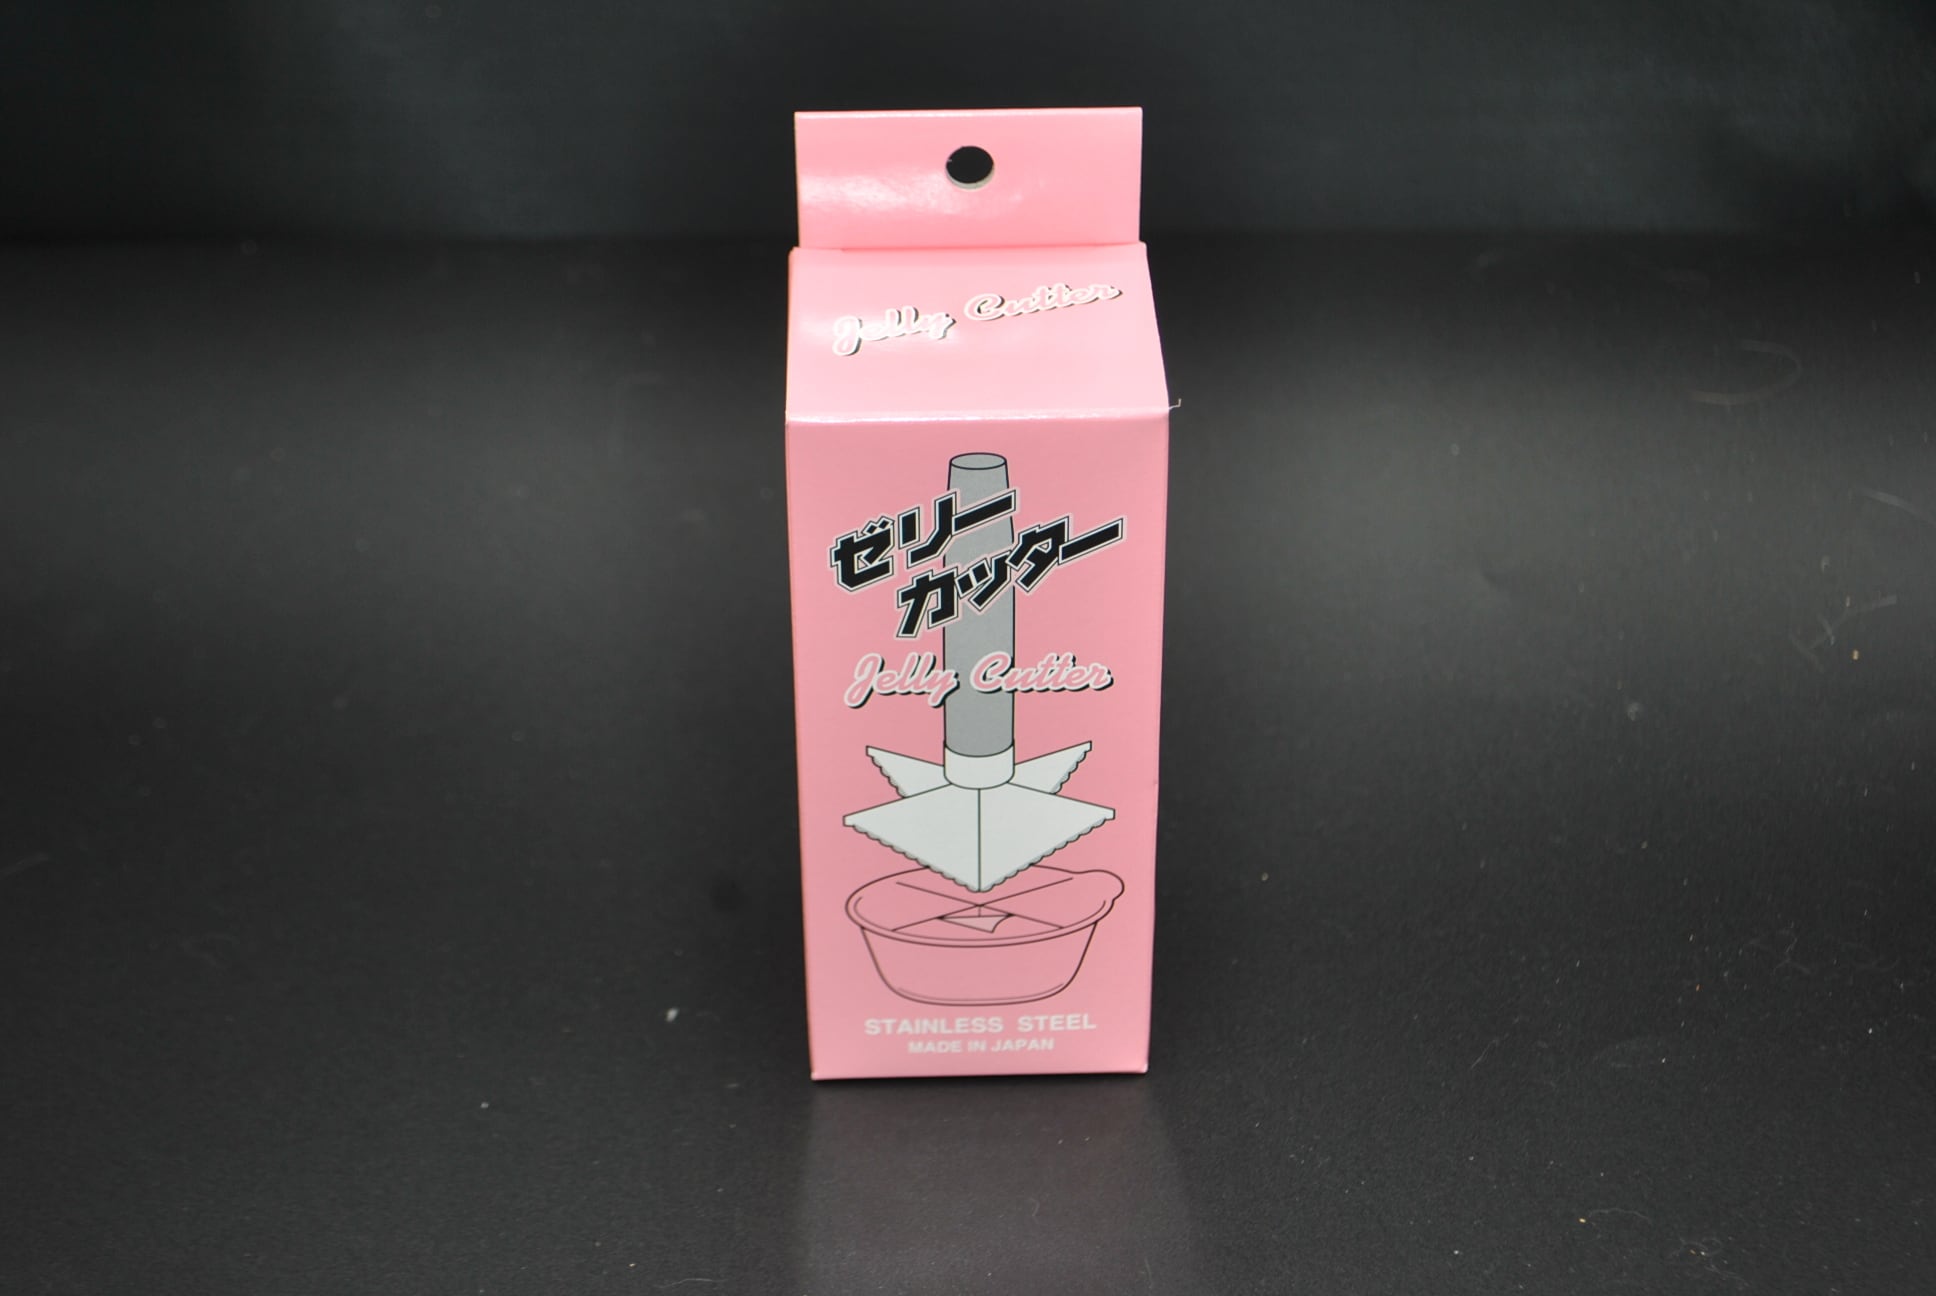 Jelly Cutter
ゼリー
カッター
Jelly Cutter
STAINLESS STEEL
MADE IN JAPAN